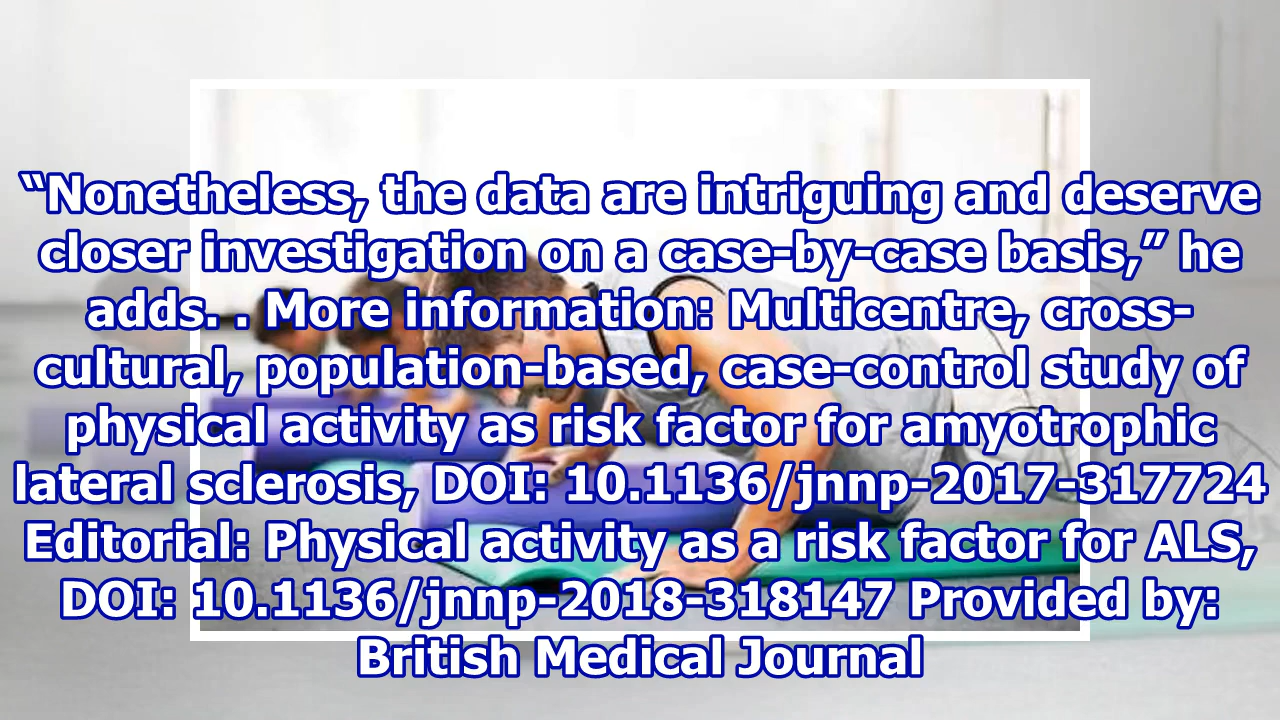 “Nonetheless, the data are intriguing and deserve
closer investigation on a case-by-case basis,” he
adds. . More information: Multicentre, cross-
cultural, population-based, case-control study of
physical activity as risk factor for amyotrophic
lateral sclerosis, DOI: 10.1136/jnnp-2017-317724
Editorial: Physical activity as a risk factor for ALS,
DOI: 10.1136/jnnp-2018-318147 Provided by:
British Medical Journal